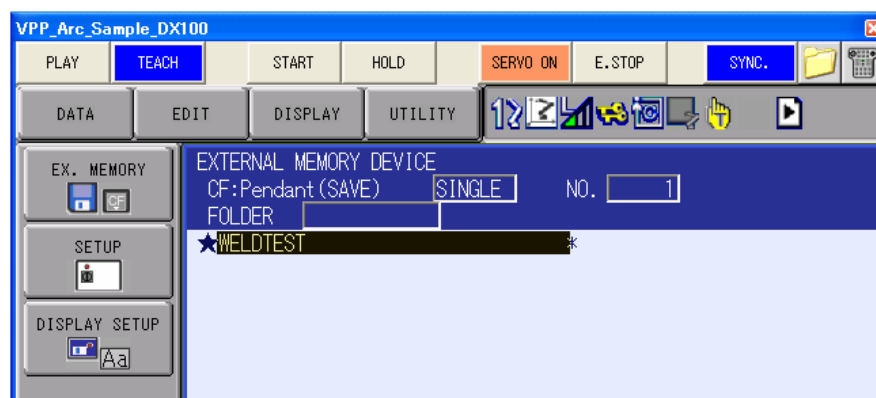 VPP_Arc_Sample_DX100
PLAY TEACH START HOLD SERVO ON E.STOP SYNC.
DATA EDIT DISPLAY UTILITY
EX. MEMORY
CF
SETUP
DISPLAY SETUP
Aa
EXTERNAL MEMORY DEVICE
CF:Pendant(SAVE) SINGLE NO. 1
FOLDER
★WELDTEST *